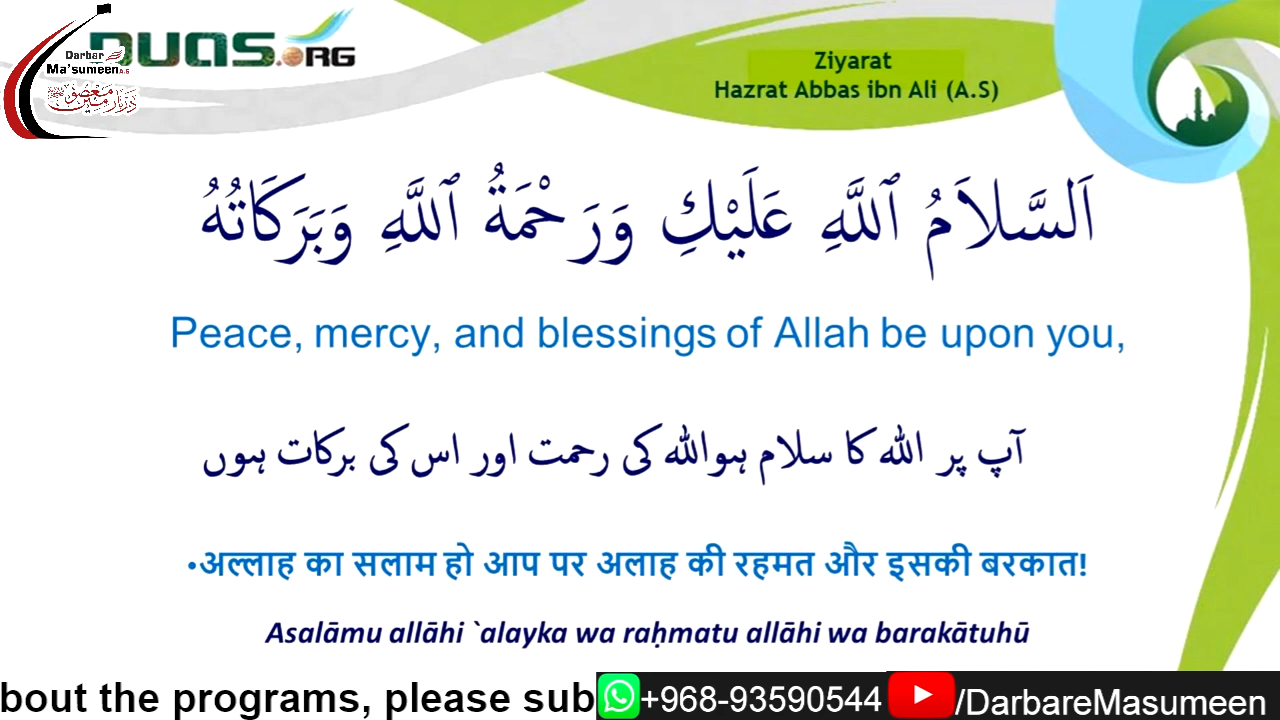 DUAS.ORG
Darbar
Ma'sumeen A.S
Ziyarat
Hazrat Abbas ibn Ali (A.S)
اَلسَّلاَمُ ٱللَّهِ عَلَيْكِ وَرَحْمَةُ ٱللَّهِ وَبَرَكَاتُهُ
Peace, mercy, and blessings of Allah be upon you,
آپ پر اللہ کا سلام ہواللہ کی رحمت اور اس کی برکات ہوں
•अल्लाह का सलाम हो आप पर अलाह की रहमत और इसकी बरकात!
Asalāmu allāhi `alayka wa raḥmatu allāhi wa barakātuhū
bout the programs, please sub
+968-93590544
/DarbareMasumeen